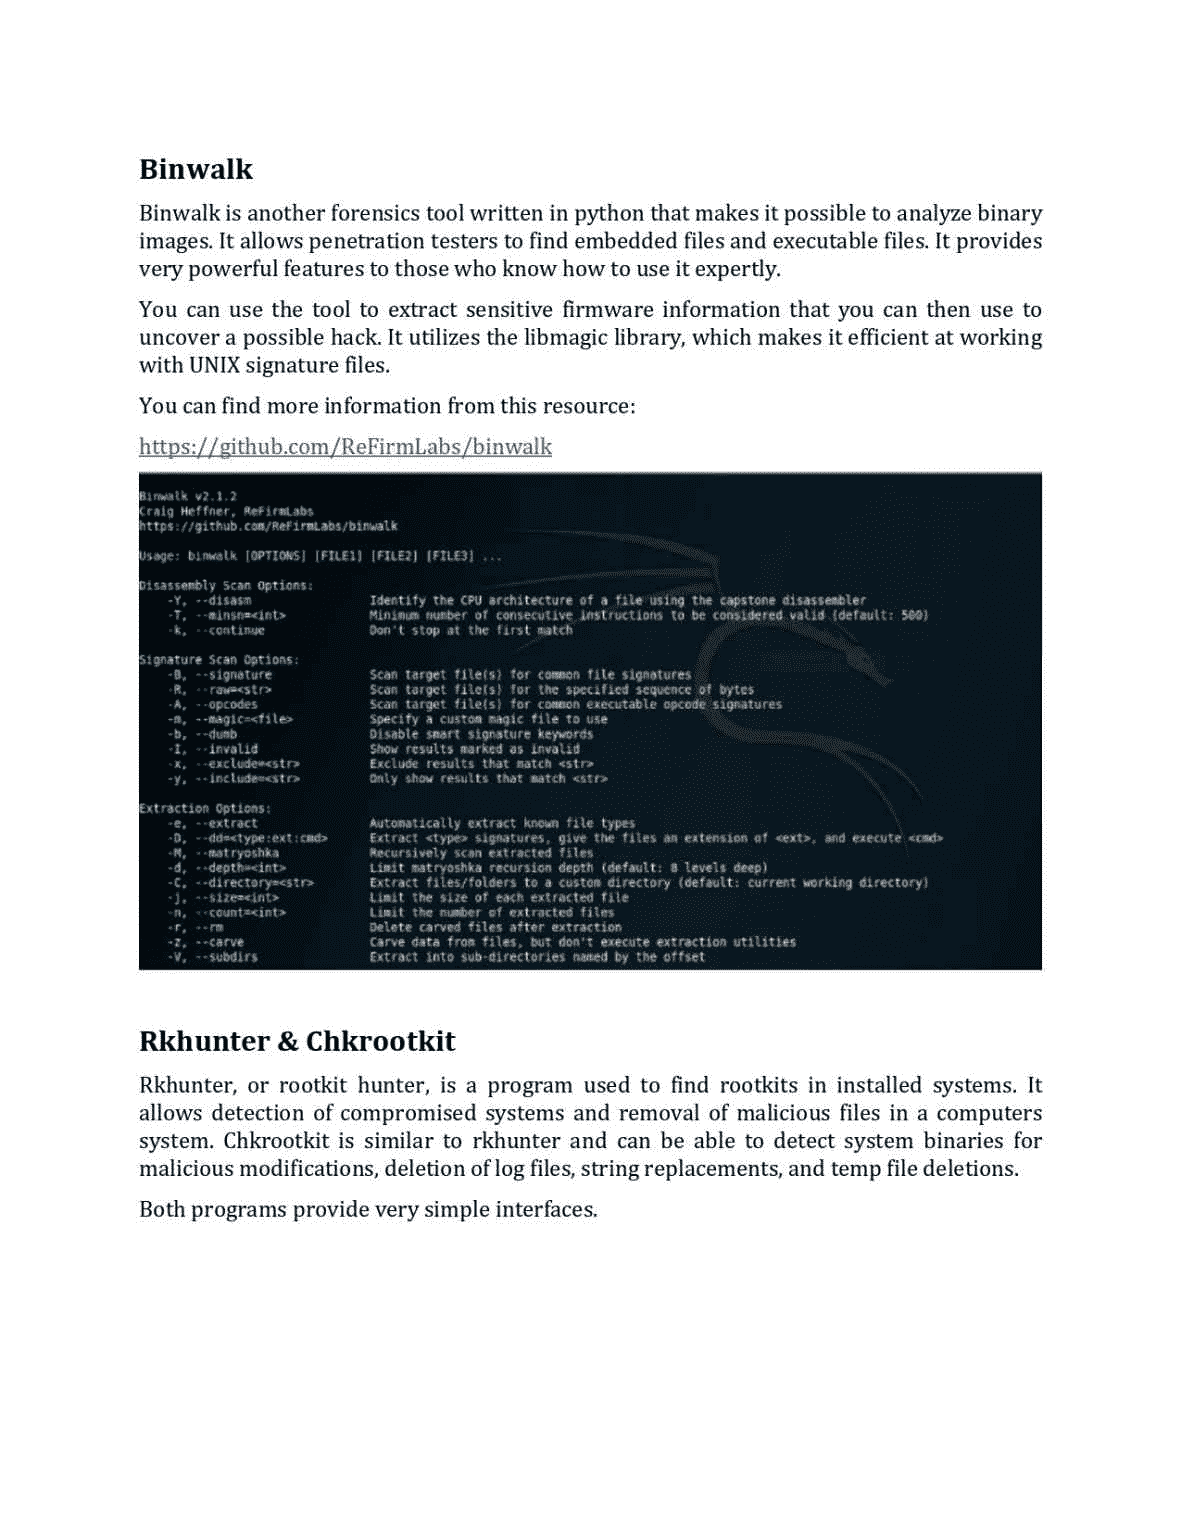 Binwalk
Binwalk is another forensics tool written in python that makes it possible to analyze binary
images. It allows penetration testers to find embedded files and executable files. It provides
very powerful features to those who know how to use it expertly.
You can use the tool to extract sensitive firmware information that you can then use to
uncover a possible hack. It utilizes the libmagic library, which makes it efficient at working
with UNIX signature files.
You can find more information from this resource:
https://github.com/ReFirmLabs/binwalk
Binwalk v2.1.2
Craig Heffner, ReFirmLabs
https://github.com/ReFirmLabs/binwalk
Usage: binwalk [OPTIONS] [FILE1] [FILE2] [FILE3] ...
Disassembly Scan Options:
-Y, --disasm Identify the CPU architecture of a file using the capstone disassembler
-T, --minsn=<int> Minimum number of consecutive instructions to be considered valid (default: 500)
-k, --continue Don't stop at the first match
Signature Scan Options:
-B, --signature Scan target file(s) for common file signatures
-R, --raw=<str> Scan target file(s) for the specified sequence of bytes
-A, --opcodes Scan target file(s) for common executable opcode signatures
-m, --magic=<file> Specify a custom magic file to use
-b, --dumb Disable smart signature keywords
-I, --invalid Show results marked as invalid
-x, --exclude=<str> Exclude results that match <str>
-y, --include=<str> Only show results that match <str>
Extraction Options:
-e, --extract Automatically extract known file types
-D, --dd=<type:ext:cmd> Extract <type> signatures, give the files an extension of <ext>, and execute <cmd>
-M, --matryoshka Recursively scan extracted files
-d, --depth=<int> Limit matryoshka recursion depth (default: 8 levels deep)
-C, --directory=<str> Extract files/folders to a custom directory (default: current working directory)
-j, --size=<int> Limit the size of each extracted file
-n, --count=<int> Limit the number of extracted files
-r, --rm Delete carved files after extraction
-z, --carve Carve data from files, but don't execute extraction utilities
-V, --subdirs Extract into sub-directories named by the offset
Rkhunter & Chkrootkit
Rkhunter, or rootkit hunter, is a program used to find rootkits in installed systems. It
allows detection of compromised systems and removal of malicious files in a computers
system. Chkrootkit is similar to rkhunter and can be able to detect system binaries for
malicious modifications, deletion of log files, string replacements, and temp file deletions.
Both programs provide very simple interfaces.